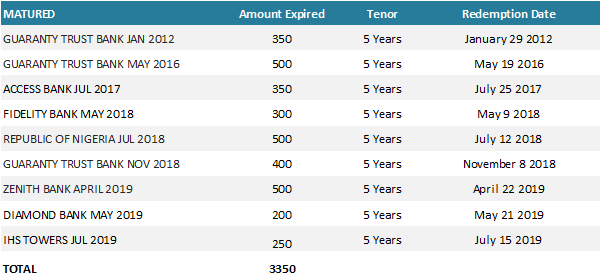 MATURED Amount Expired Tenor Redemption Date
GUARANTY TRUST BANK JAN 2012 350 5 Years January 29 2012
GUARANTY TRUST BANK MAY 2016 500 5 Years May 19 2016
ACCESS BANK JUL 2017 350 5 Years July 25 2017
FIDELITY BANK MAY 2018 300 5 Years May 9 2018
REPUBLIC OF NIGERIA JUL 2018 500 5 Years July 12 2018
GUARANTY TRUST BANK NOV 2018 400 5 Years November 8 2018
ZENITH BANK APRIL 2019 500 5 Years April 22 2019
DIAMOND BANK MAY 2019 200 5 Years May 21 2019
IHS TOWERS JUL 2019 250 5 Years July 15 2019
TOTAL 3350